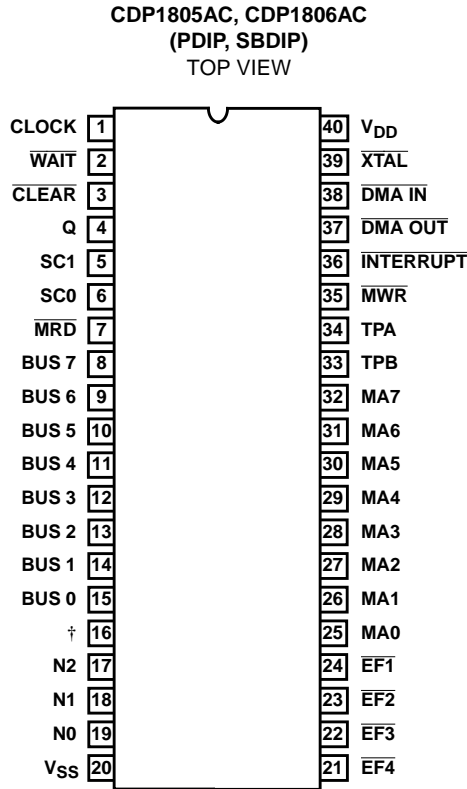 CDP1805AC, CDP1806AC
(PDIP, SBDIP)
TOP VIEW
CLOCK 1 40 VDD
WAIT 2 39 XTAL
CLEAR 3 38 DMA IN
Q 4 37 DMA OUT
SC1 5 36 INTERRUPT
SC0 6 35 MWR
MRD 7 34 TPA
BUS 7 8 33 TPB
BUS 6 9 32 MA7
BUS 5 10 31 MA6
BUS 4 11 30 MA5
BUS 3 12 29 MA4
BUS 2 13 28 MA3
BUS 1 14 27 MA2
BUS 0 15 26 MA1
† 16 25 MA0
N2 17 24 EF1
N1 18 23 EF2
N0 19 22 EF3
VSS 20 21 EF4